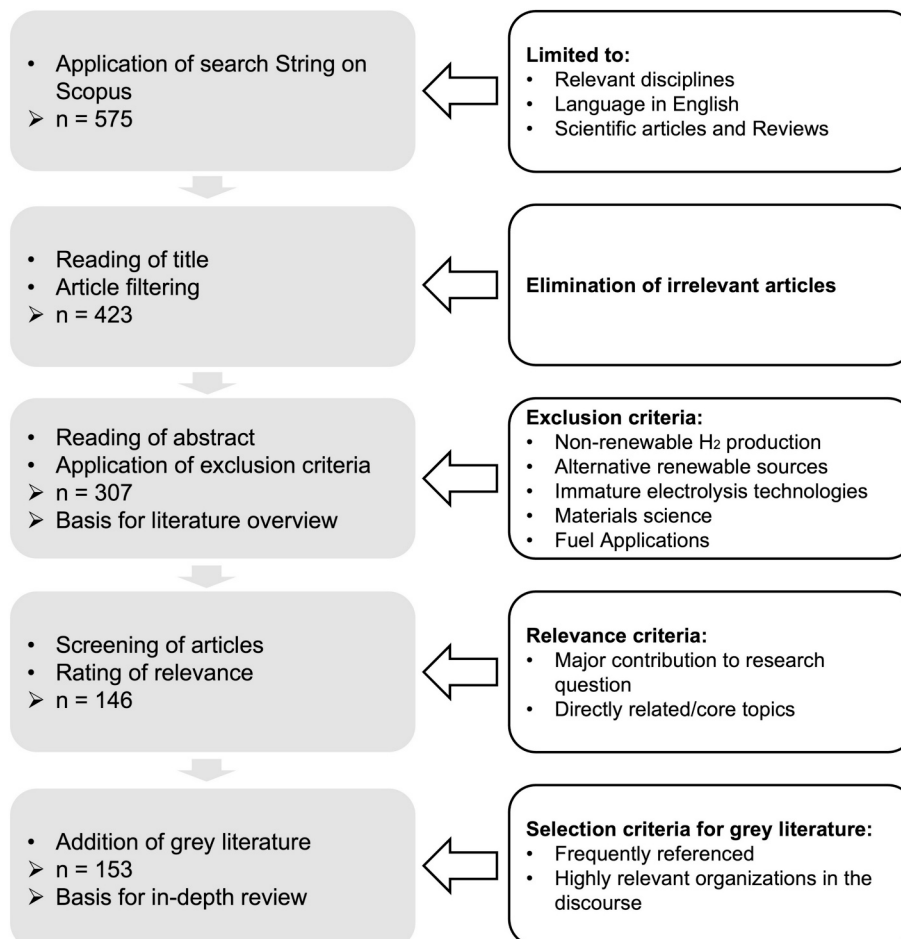 • Application of search String on
Scopus
➢ n = 575
Limited to:
• Relevant disciplines
• Language in English
• Scientific articles and Reviews
• Reading of title
• Article filtering
➢ n = 423
Elimination of irrelevant articles
• Reading of abstract
• Application of exclusion criteria
➢ n = 307
➢ Basis for literature overview
Exclusion criteria:
• Non-renewable H₂ production
• Alternative renewable sources
• Immature electrolysis technologies
• Materials science
• Fuel Applications
• Screening of articles
• Rating of relevance
➢ n = 146
Relevance criteria:
• Major contribution to research
question
• Directly related/core topics
• Addition of grey literature
➢ n = 153
➢ Basis for in-depth review
Selection criteria for grey literature:
• Frequently referenced
• Highly relevant organizations in the
discourse